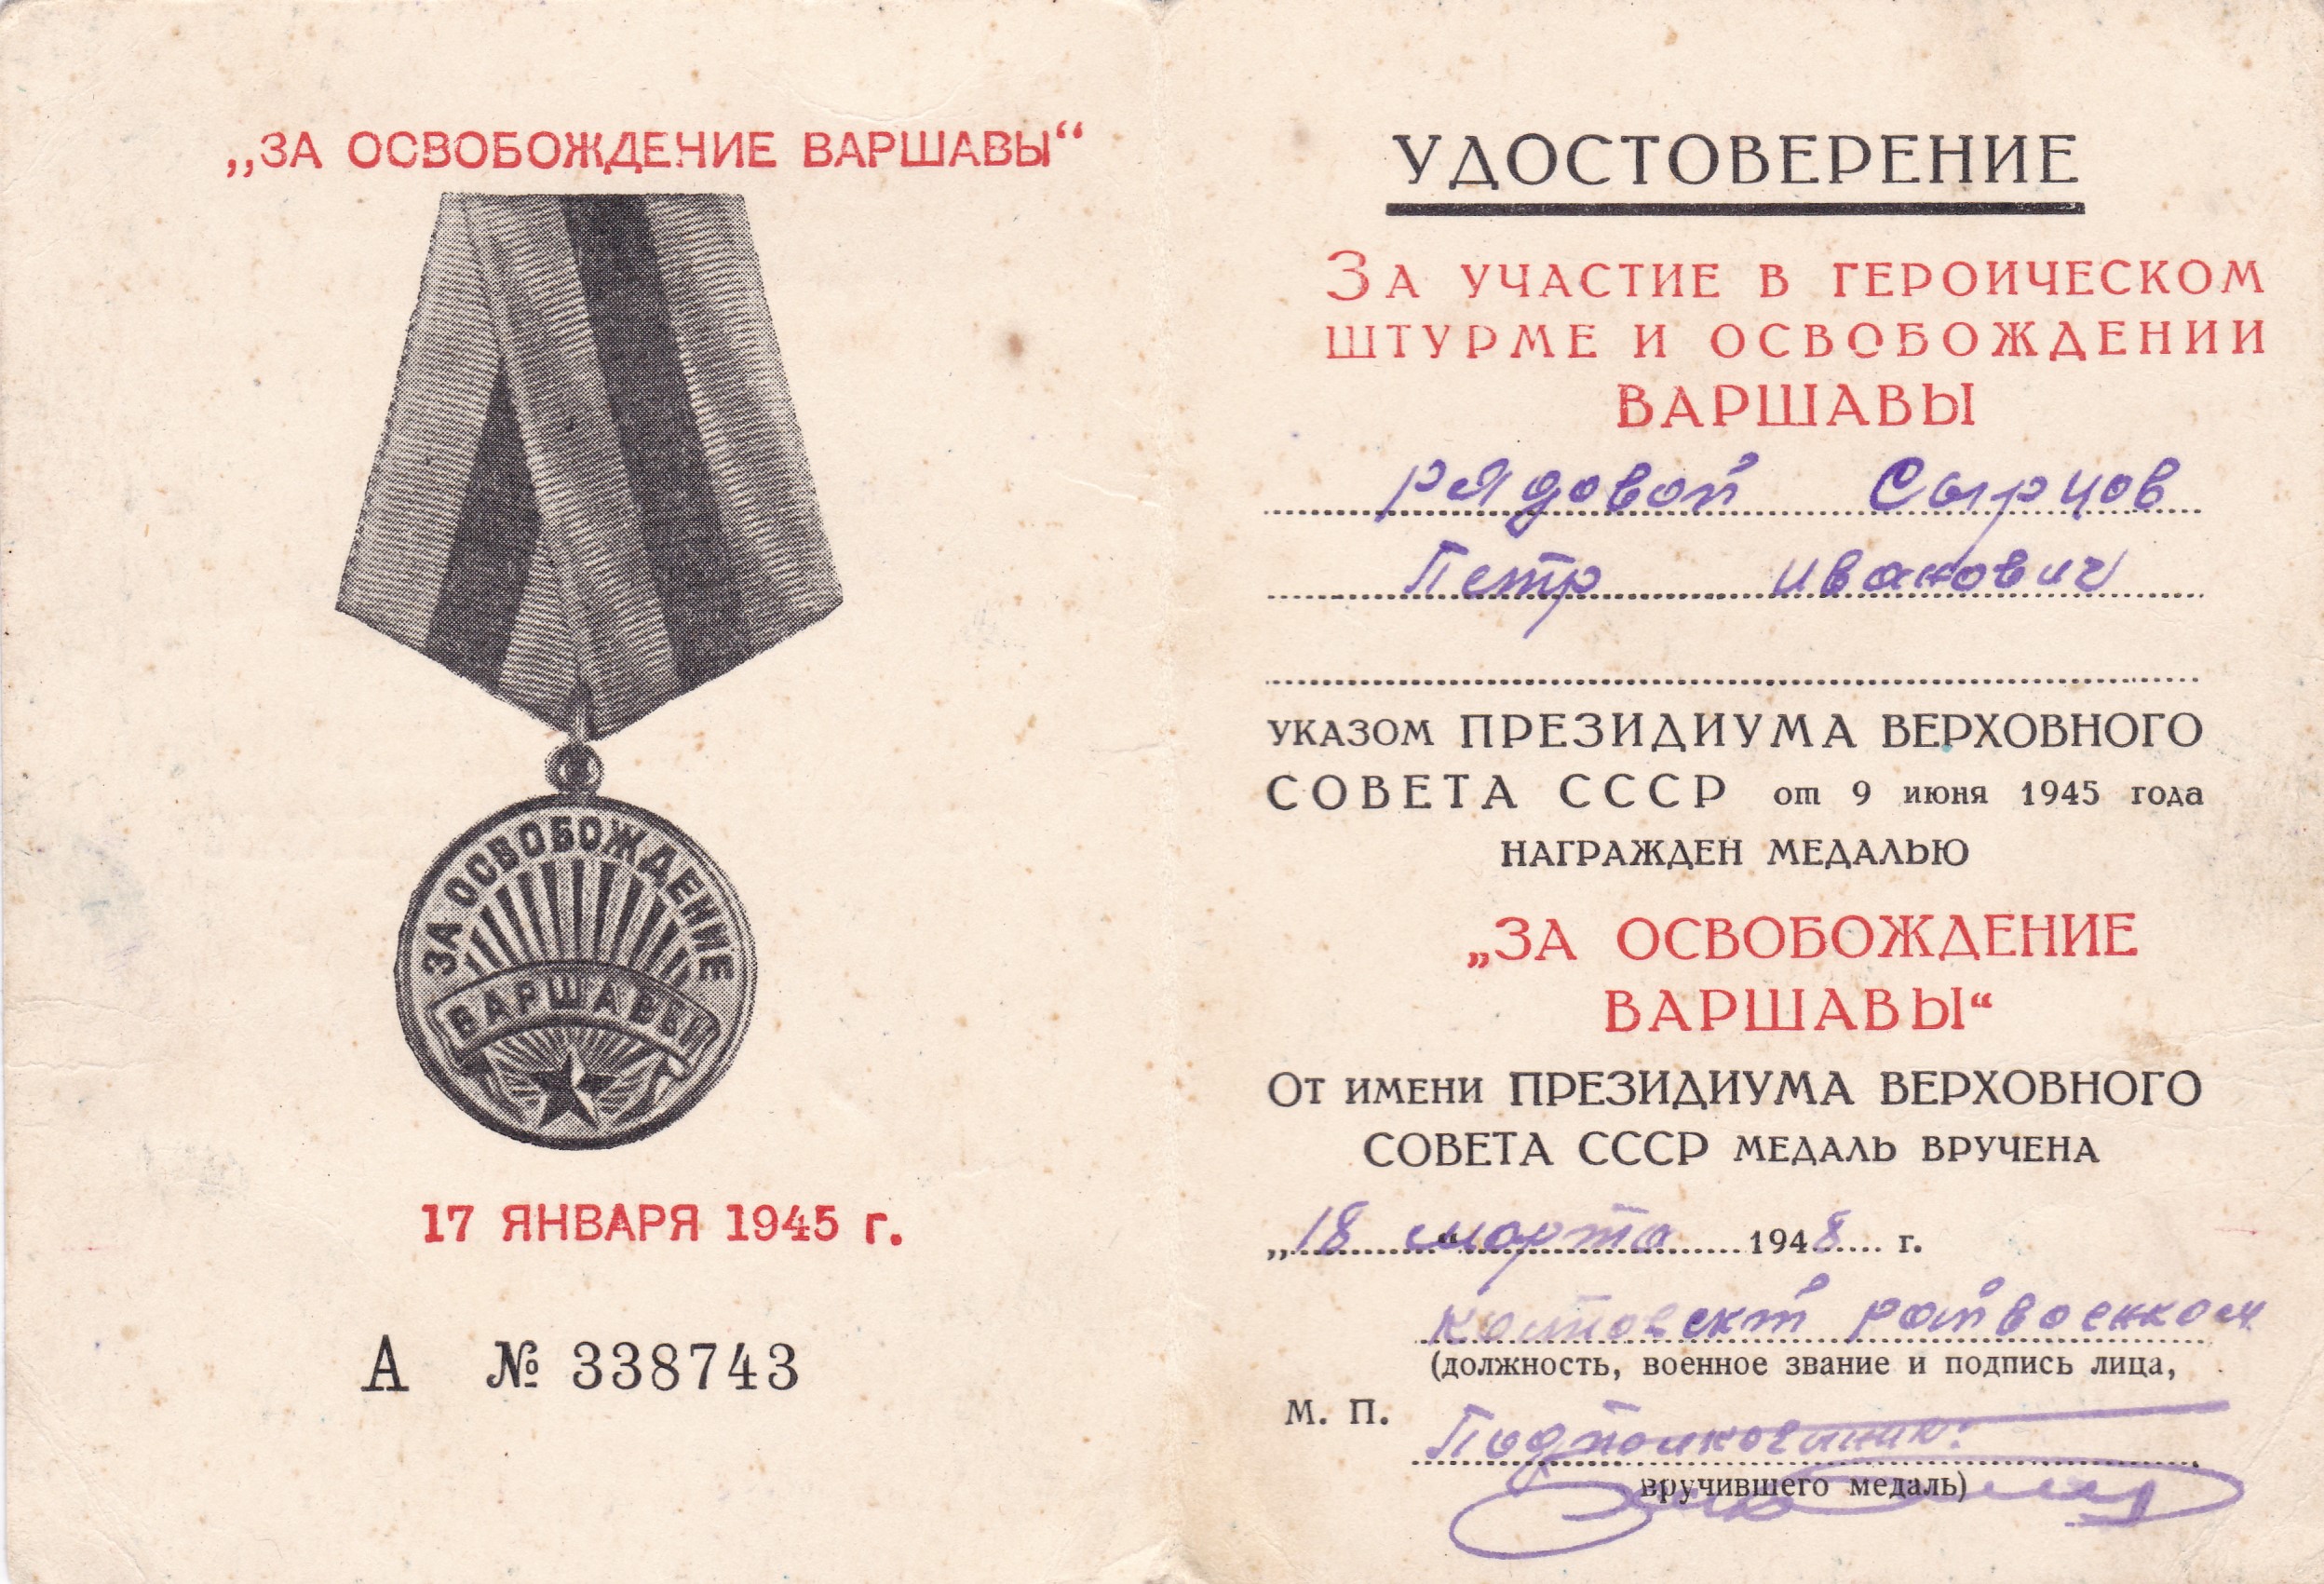 „ЗА ОСВОБОЖДЕНИЕ ВАРШАВЫ“
ЗА ОСВОБОЖДЕНИЕ
ВАРШАВЫ
17 ЯНВАРЯ 1945 г.
А № 338743
УДОСТОВЕРЕНИЕ
ЗА УЧАСТИЕ В ГЕРОИЧЕСКОМ
ШТУРМЕ И ОСВОБОЖДЕНИИ
ВАРШАВЫ
рядовой Сырцов
Петр Иванович
УКАЗОМ ПРЕЗИДИУМА ВЕРХОВНОГО
СОВЕТА СССР от 9 июня 1945 года
НАГРАЖДЕН МЕДАЛЬЮ
„ЗА ОСВОБОЖДЕНИЕ
ВАРШАВЫ“
ОТ ИМЕНИ ПРЕЗИДИУМА ВЕРХОВНОГО
СОВЕТА СССР МЕДАЛЬ ВРУЧЕНА
„18“ марта 1948 г.
райвоенком
(должность, военное звание и подпись лица,
М. П.
Подполковник:
вручившего медаль)